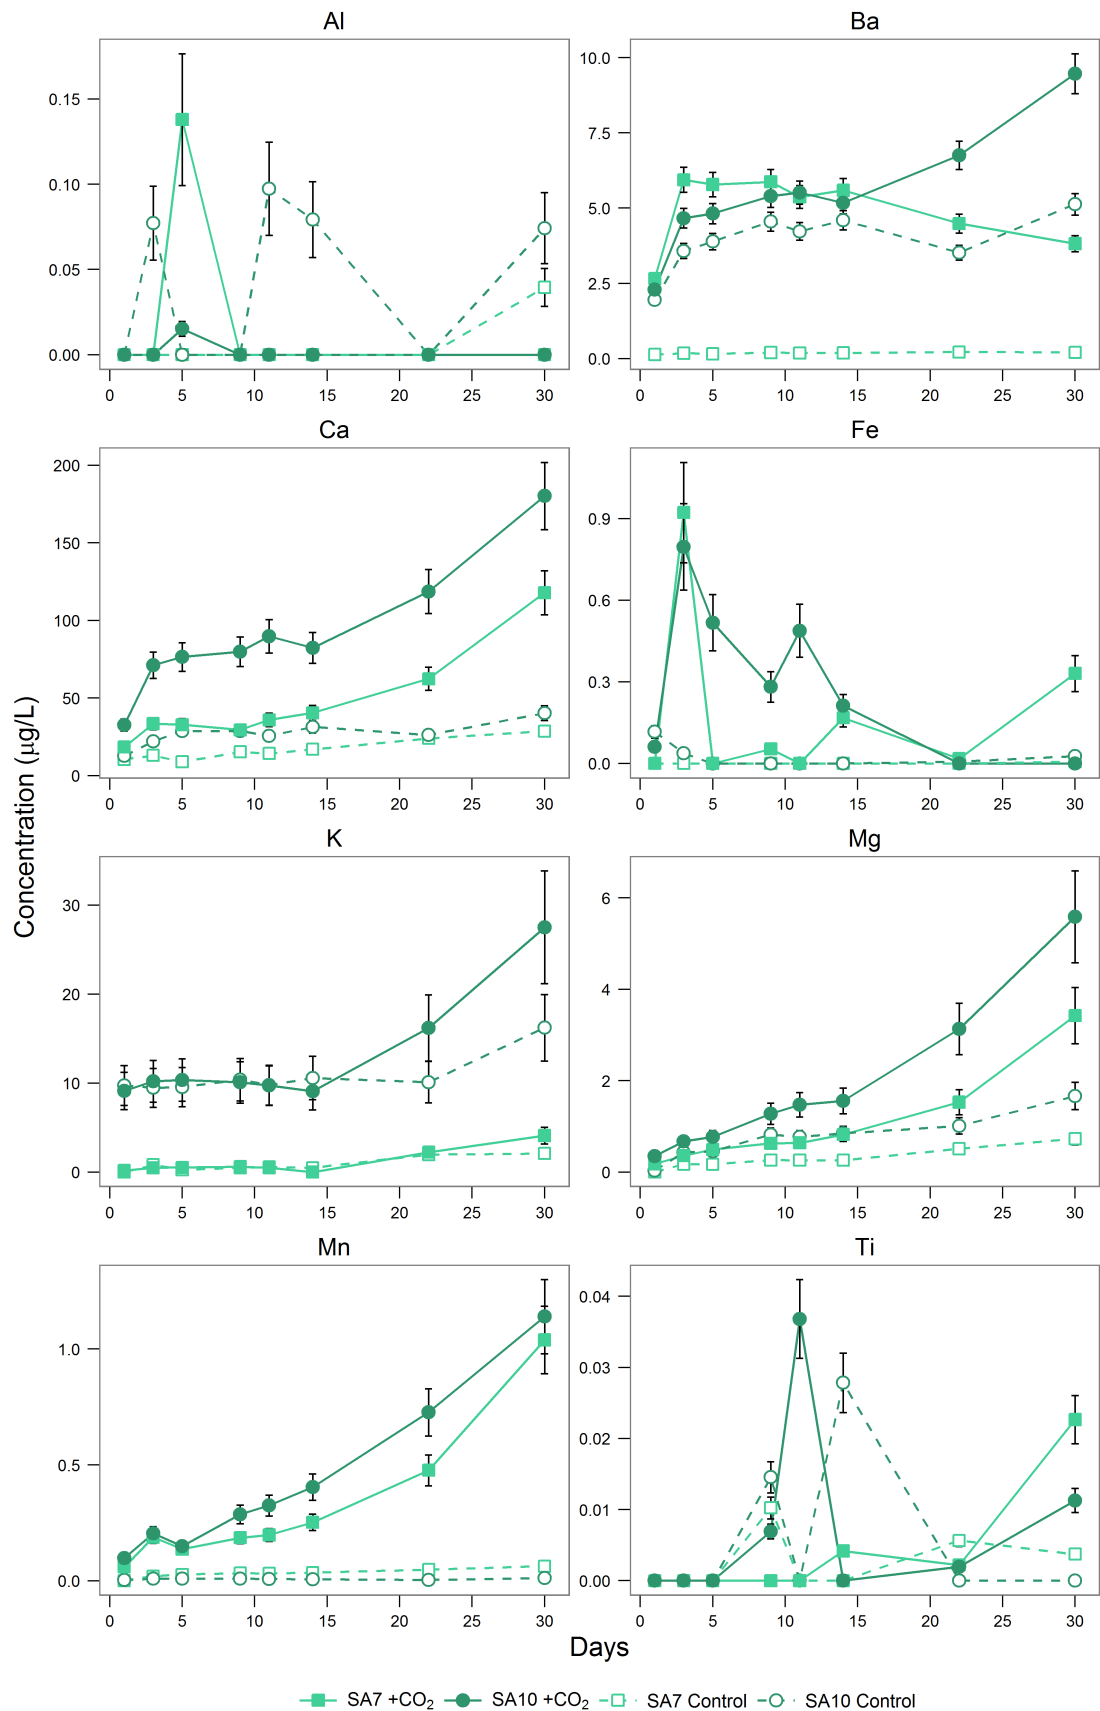 Al
Ba
0.15
0.10
0.05
0.00
10.0
7.5
5.0
2.5
0.0
0 5 10 15 20 25 30
0 5 10 15 20 25 30
Ca
Fe
200
150
100
50
0
0.9
0.6
0.3
0.0
0 5 10 15 20 25 30
0 5 10 15 20 25 30
Concentration (µg/L)
K
Mg
30
20
10
0
6
4
2
0
0 5 10 15 20 25 30
0 5 10 15 20 25 30
Mn
Ti
1.0
0.5
0.0
0.04
0.03
0.02
0.01
0.00
0 5 10 15 20 25 30
0 5 10 15 20 25 30
Days
SA7 +CO₂ SA10 +CO₂ SA7 Control SA10 Control